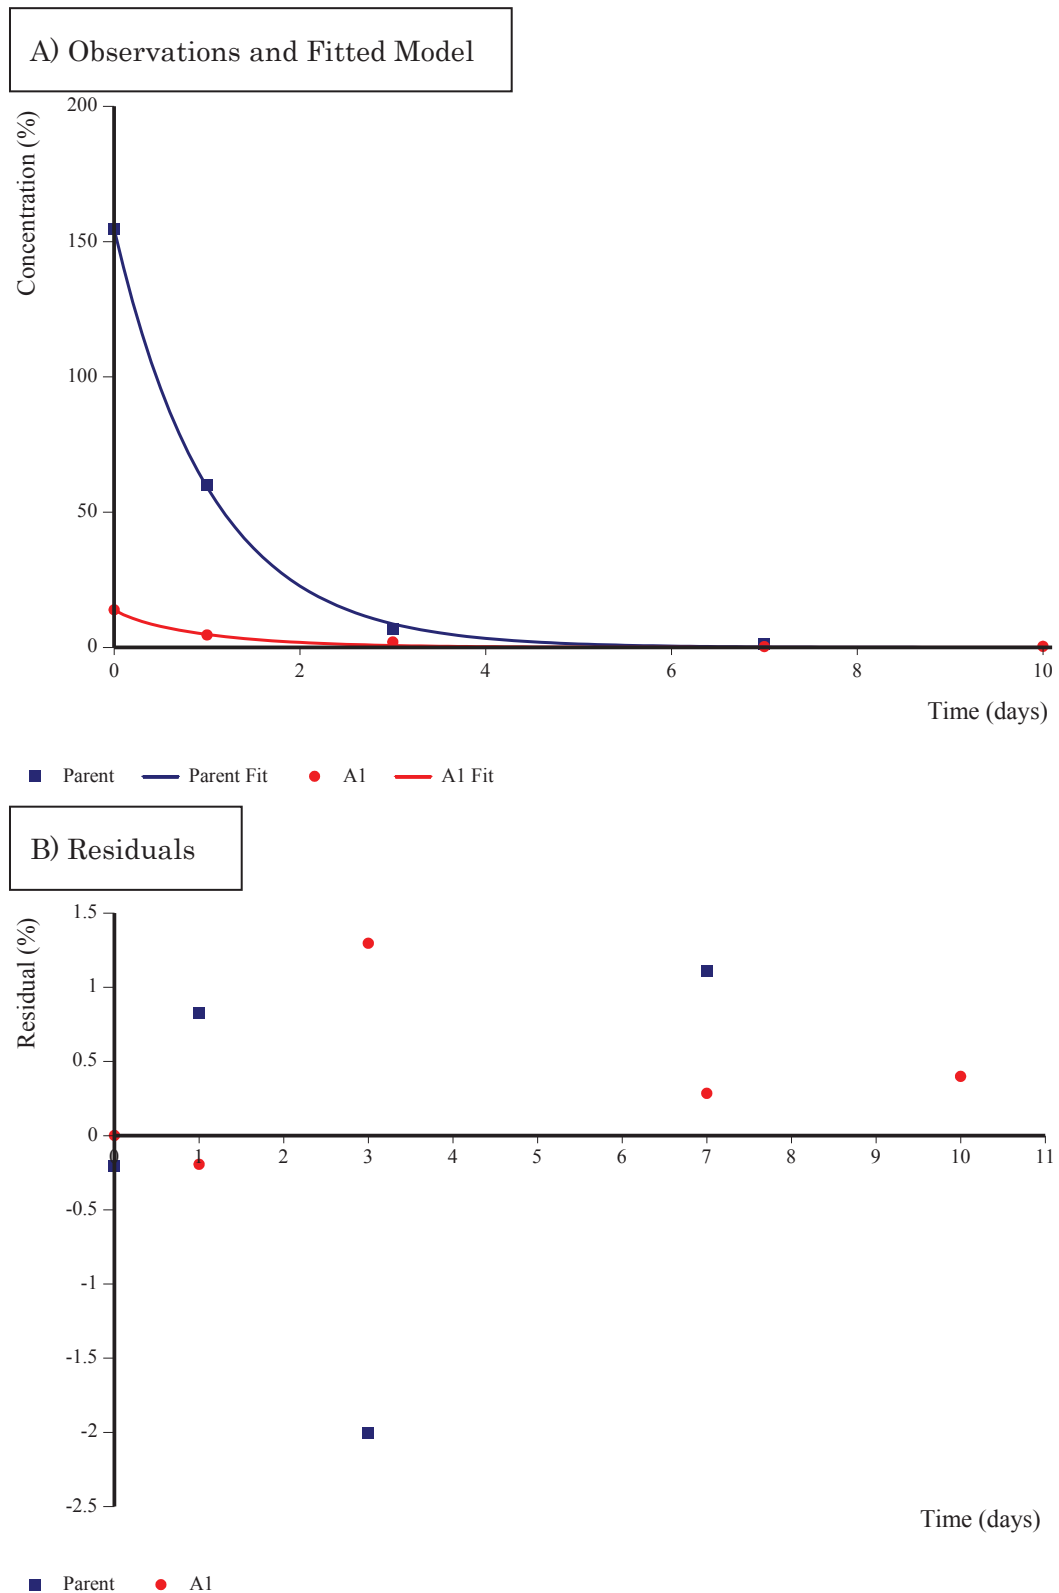 A) Observations and Fitted Model
Concentration (%)
200
150
100
50
0
0 2 4 6 8 10
Time (days)
Parent Parent Fit A1 A1 Fit
B) Residuals
Residual (%)
1.5
1
0.5
0
0 1 2 3 4 5 6 7 8 9 10 11
-0.5
-1
-1.5
-2
-2.5
Time (days)
Parent A1